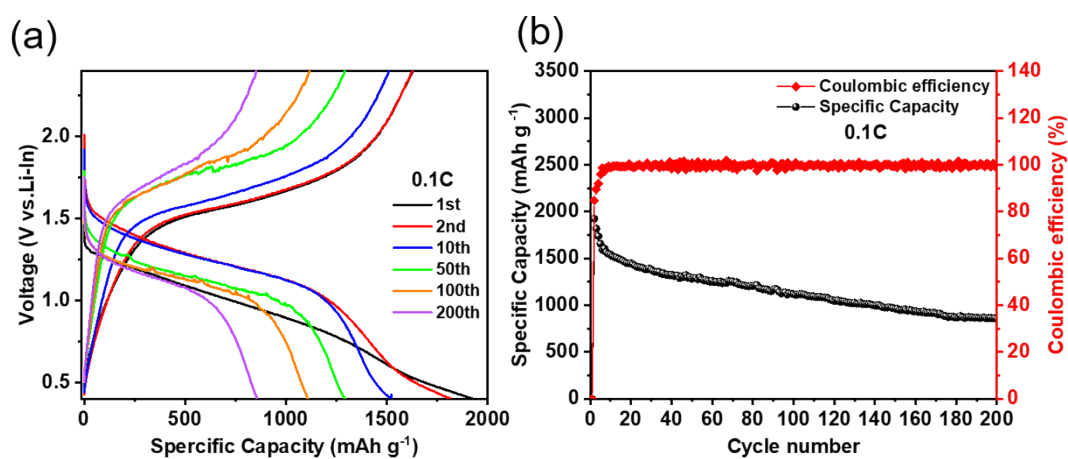 (a)
Voltage (V vs.Li-In)
2.0
1.5
1.0
0.5
0.1C
1st
2nd
10th
50th
100th
200th
0
500
1000
1500
2000
Spercific Capacity (mAh g-1)
(b)
Specific Capacity (mAh g-1)
3500
3000
2500
2000
1500
1000
500
0
Coulombic efficiency
Specific Capacity
0.1C
140
120
100
80
60
40
20
0
Coulombic efficiency (%)
0
20
40
60
80
100
120
140
160
180
200
Cycle number